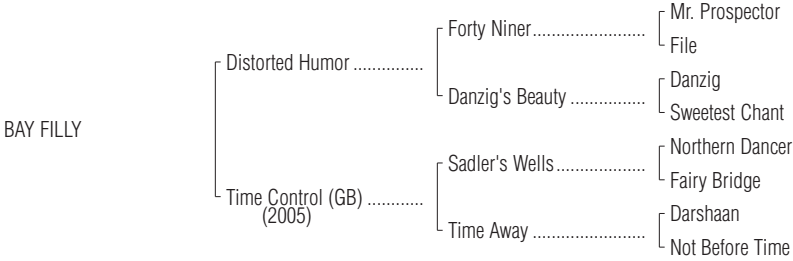 Mr. Prospector
Forty Niner........................
File
Distorted Humor ...............
Danzig
Danzig's Beauty ................
Sweetest Chant
BAY FILLY
Northern Dancer
Sadler's Wells...................
Fairy Bridge
Time Control (GB) ............
(2005)
Darshaan
Time Away ........................
Not Before Time